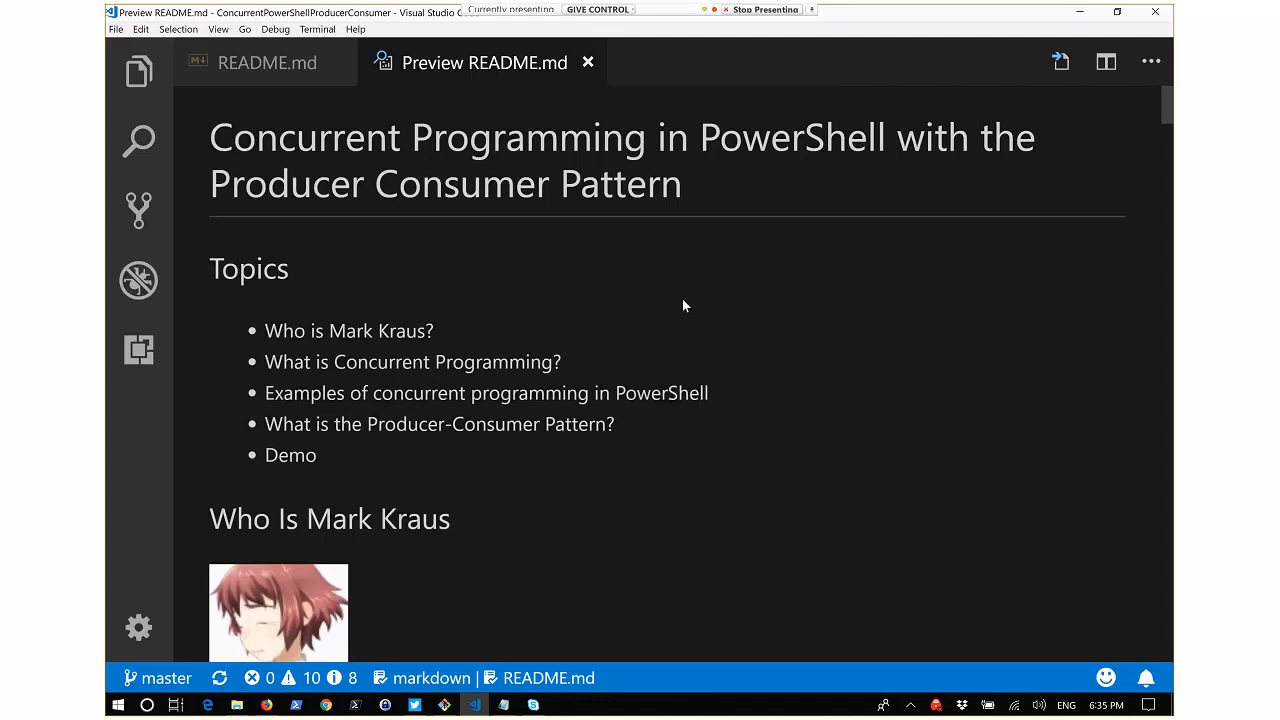 Preview README.md - ConcurrentPowerShellProducerConsumer - Visual Studio
Currently presenting
GIVE CONTROL
Stop Presenting
File Edit Selection View Go Debug Terminal Help
README.md
Preview README.md
Concurrent Programming in PowerShell with the
Producer Consumer Pattern
Topics
• Who is Mark Kraus?
• What is Concurrent Programming?
• Examples of concurrent programming in PowerShell
• What is the Producer-Consumer Pattern?
• Demo
Who Is Mark Kraus
master 0 10 8 markdown | README.md
ENG 6:35 PM